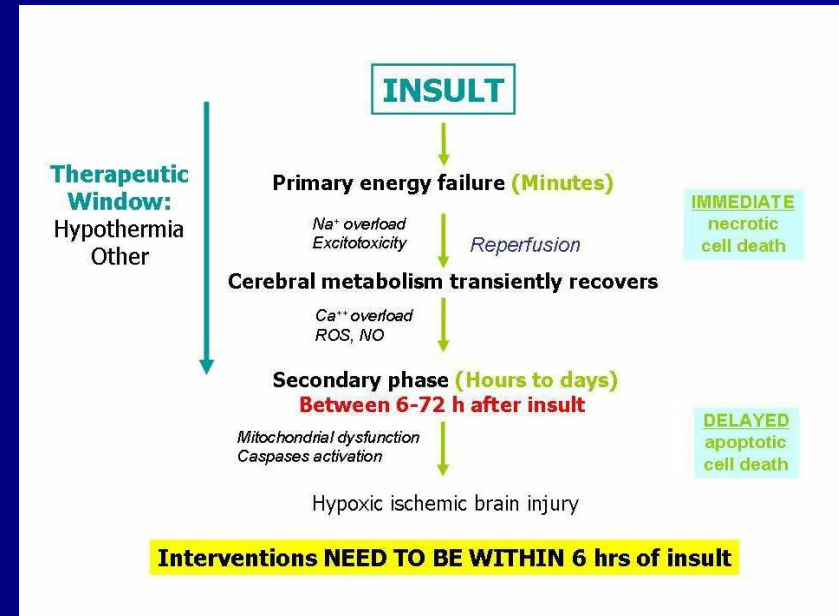 INSULT
Therapeutic
Window:
Hypothermia
Other
Primary energy failure (Minutes)
IMMEDIATE
necrotic
cell death
Na⁺ overload
Excitotoxicity
Reperfusion
Cerebral metabolism transiently recovers
Ca⁺⁺ overload
ROS, NO
Secondary phase (Hours to days)
Between 6-72 h after insult
DELAYED
apoptotic
cell death
Mitochondrial dysfunction
Caspases activation
Hypoxic ischemic brain injury
Interventions NEED TO BE WITHIN 6 hrs of insult